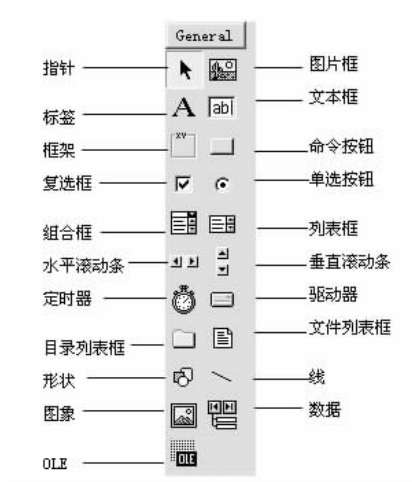 General
指针
图片框
标签
A
ab
文本框
框架
XY
命令按钮
复选框
单选按钮
组合框
列表框
水平滚动条
垂直滚动条
定时器
驱动器
目录列表框
文件列表框
形状
线
图象
数据
OLE
OLE